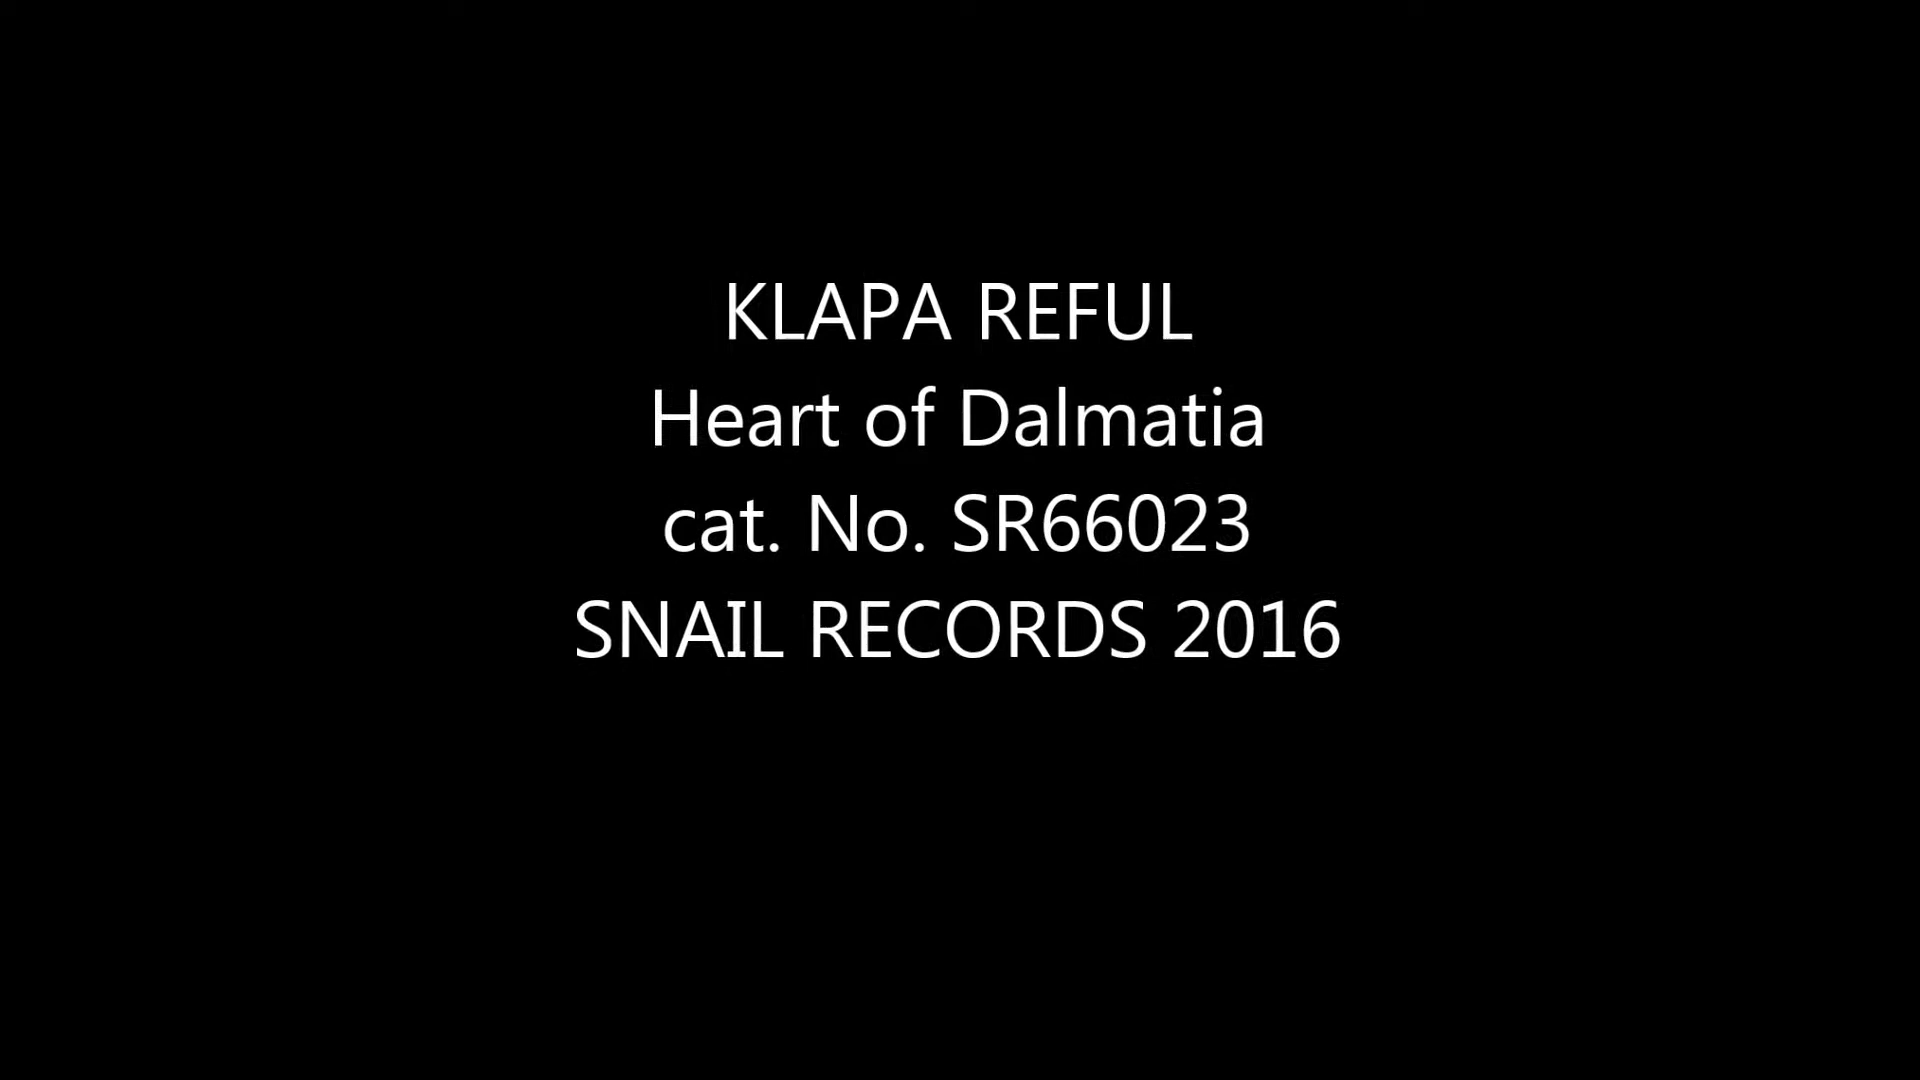 KLAPA REFUL
Heart of Dalmatia
cat. No. SR66023
SNAIL RECORDS 2016